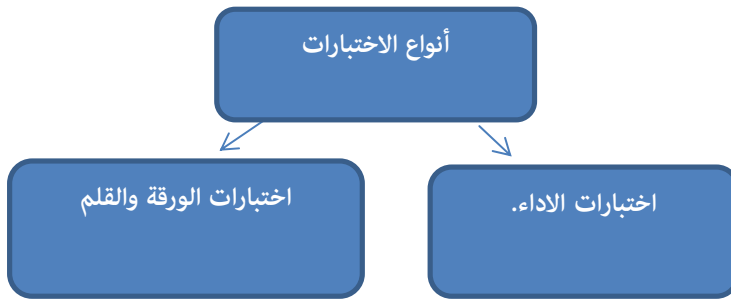 أنواع الاختبارات
اختبارات الاداء.
اختبارات الورقة والقلم